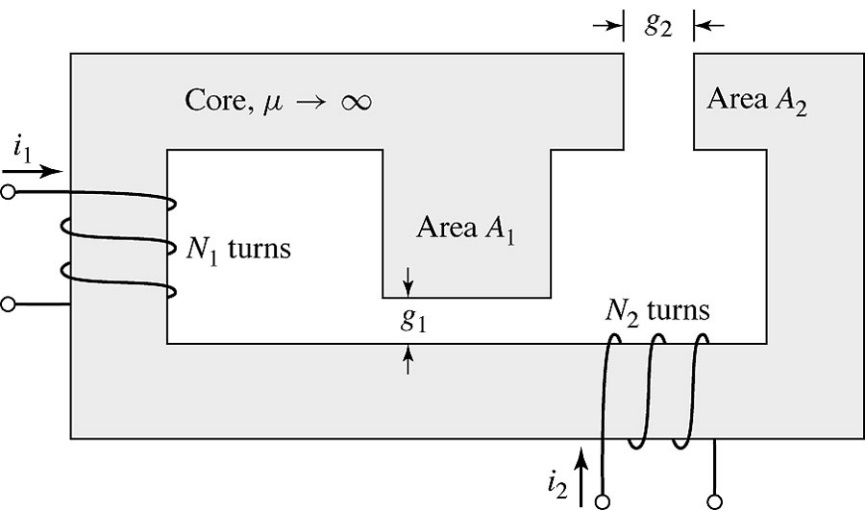 g₂
Core, μ → ∞
Area A₂
i₁
Area A₁
N₁ turns
g₁
N₂ turns
i₂